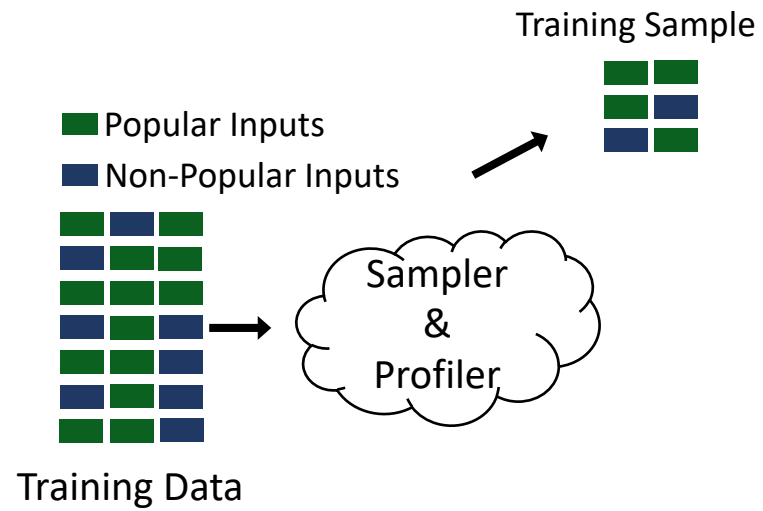 Training Sample
Popular Inputs
Non-Popular Inputs
Sampler
&
Profiler
Training Data